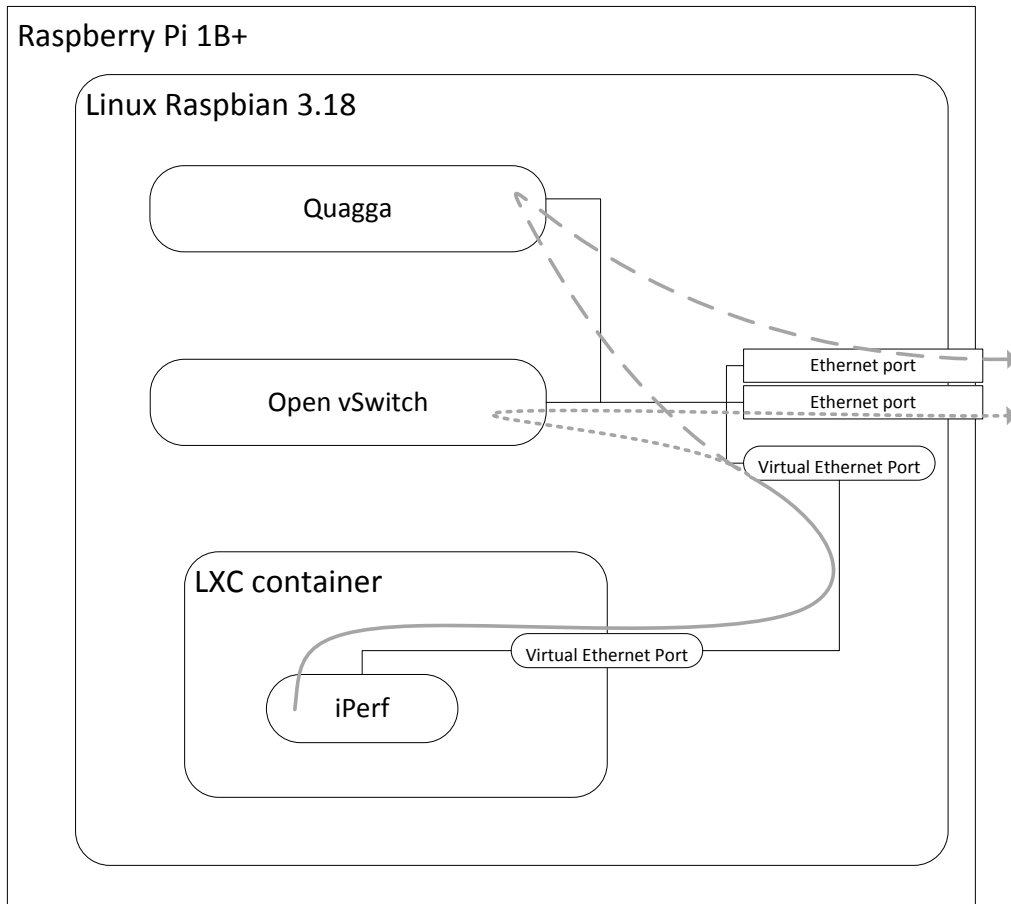 Raspberry Pi 1B+
Linux Raspbian 3.18
Quagga
Open vSwitch
Ethernet port
Ethernet port
Virtual Ethernet Port
LXC container
Virtual Ethernet Port
iPerf